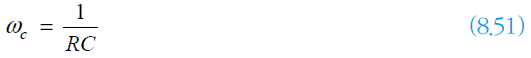 ω_c = 1/RC (8.51)